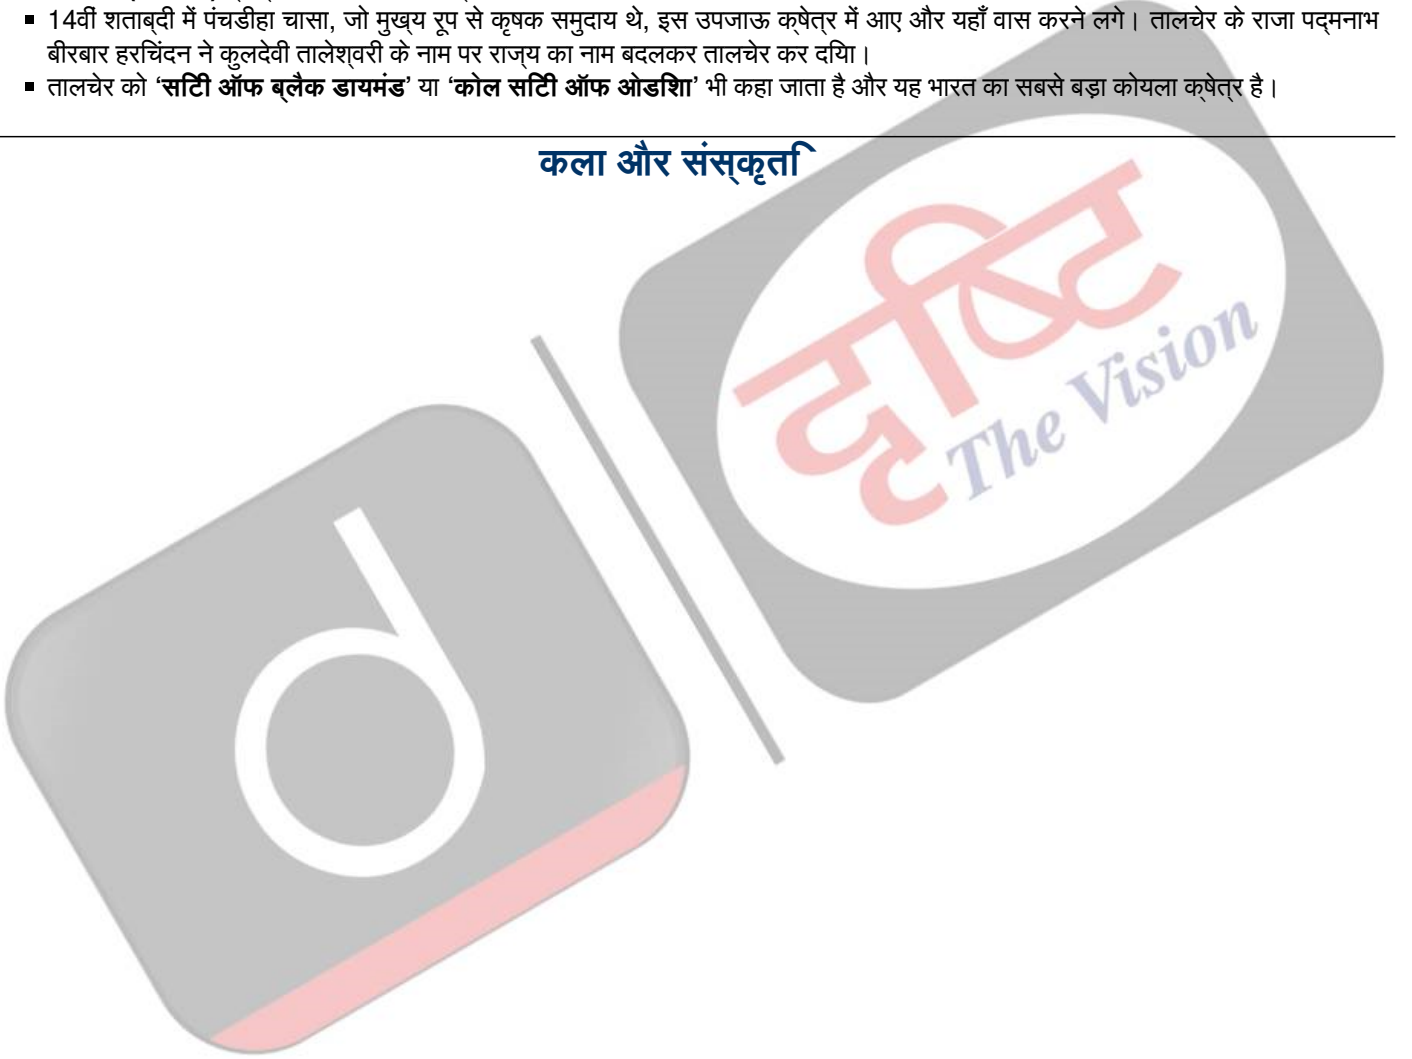 ▪ 14वीं शताब्दी में पंचडीहा चासा, जो मुख्य रूप से कृषक समुदाय थे, इस उपजाऊ क्षेत्र में आए और यहाँ वास करने लगे। तालचेर के राजा पद्मनाभ
बीरबार हरिचंदन ने कुलदेवी तालेश्वरी के नाम पर राज्य का नाम बदलकर तालचेर कर दिया।
▪ तालचेर को ‘सिटी ऑफ ब्लैक डायमंड’ या ‘कोल सिटी ऑफ ओडिशा’ भी कहा जाता है और यह भारत का सबसे बड़ा कोयला क्षेत्र है।
कला और संस्कृति
दृष्टि
The Vision
d